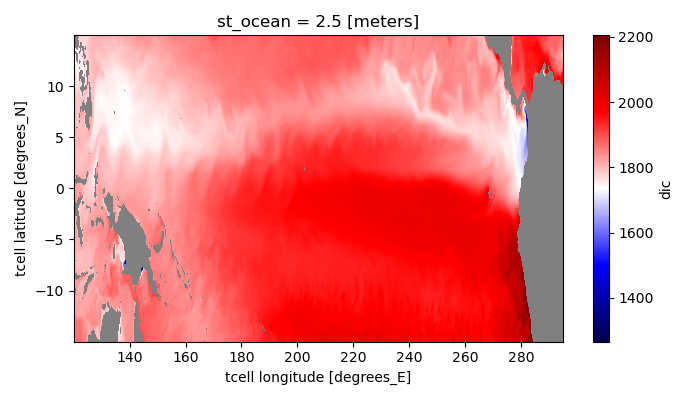 st_ocean = 2.5 [meters]
tcell latitude [degrees_N]
10
5
0
−5
−10
140 160 180 200 220 240 260 280
tcell longitude [degrees_E]
2200
2000
1800
1600
1400
dic